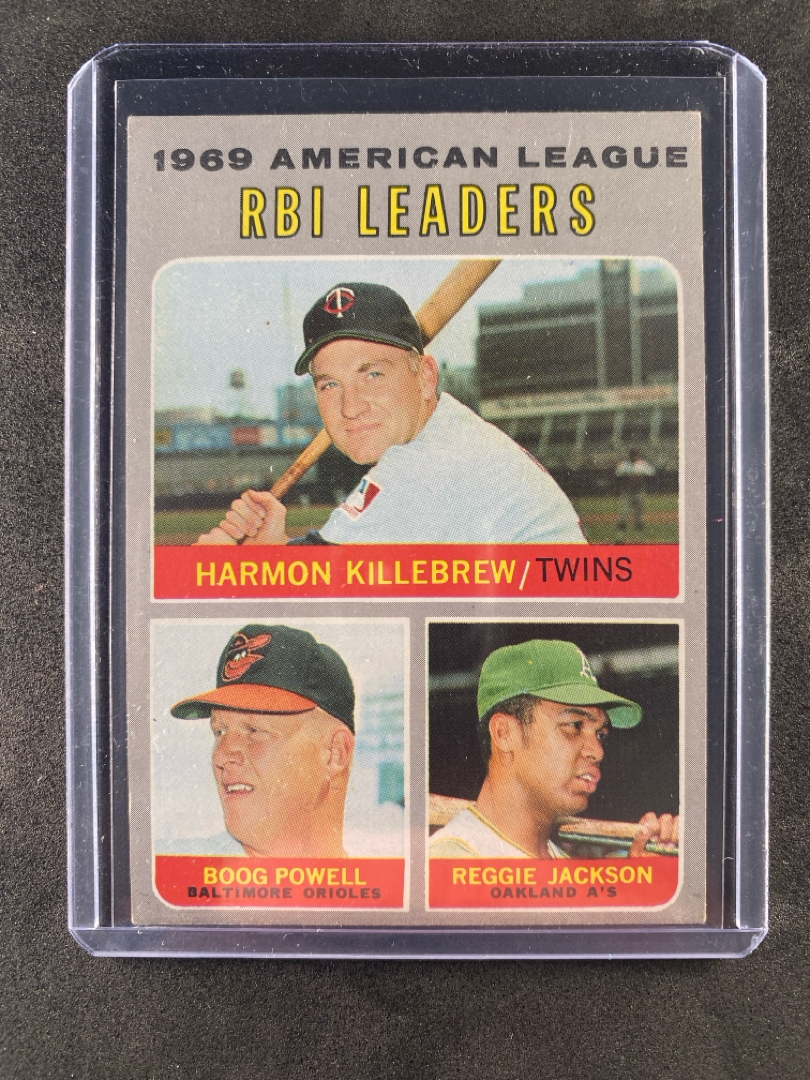 1969 AMERICAN LEAGUE
RBI LEADERS
HARMON KILLEBREW/TWINS
BOOG POWELL
BALTIMORE ORIOLES
REGGIE JACKSON
OAKLAND A'S